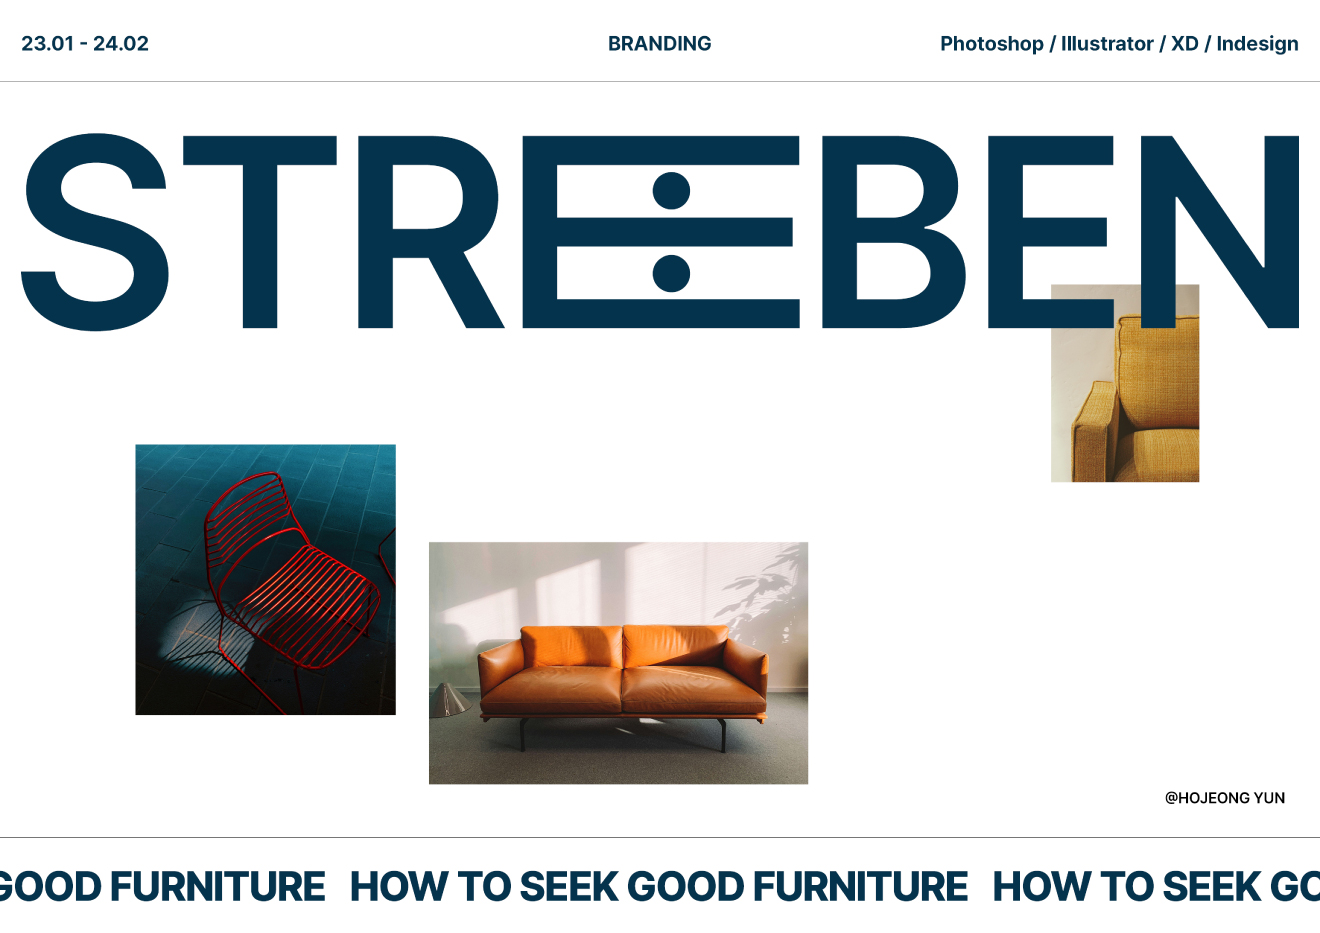 23.01 - 24.02
BRANDING
Photoshop / Illustrator / XD / Indesign
STREBEN
@HOJEONG YUN
GOOD FURNITURE HOW TO SEEK GOOD FURNITURE HOW TO SEEK GO